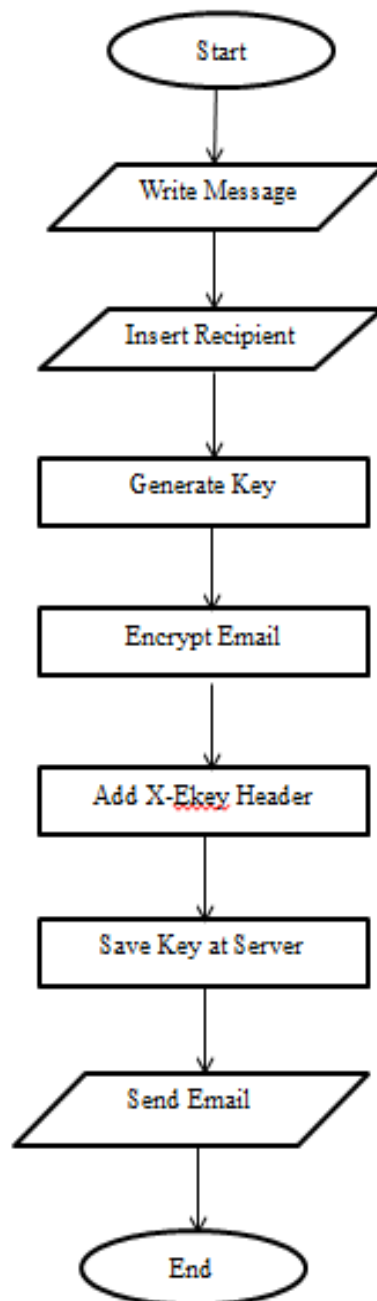 Start
Write Message
Insert Recipient
Generate Key
Encrypt Email
Add X-Ekey Header
Save Key at Server
Send Email
End